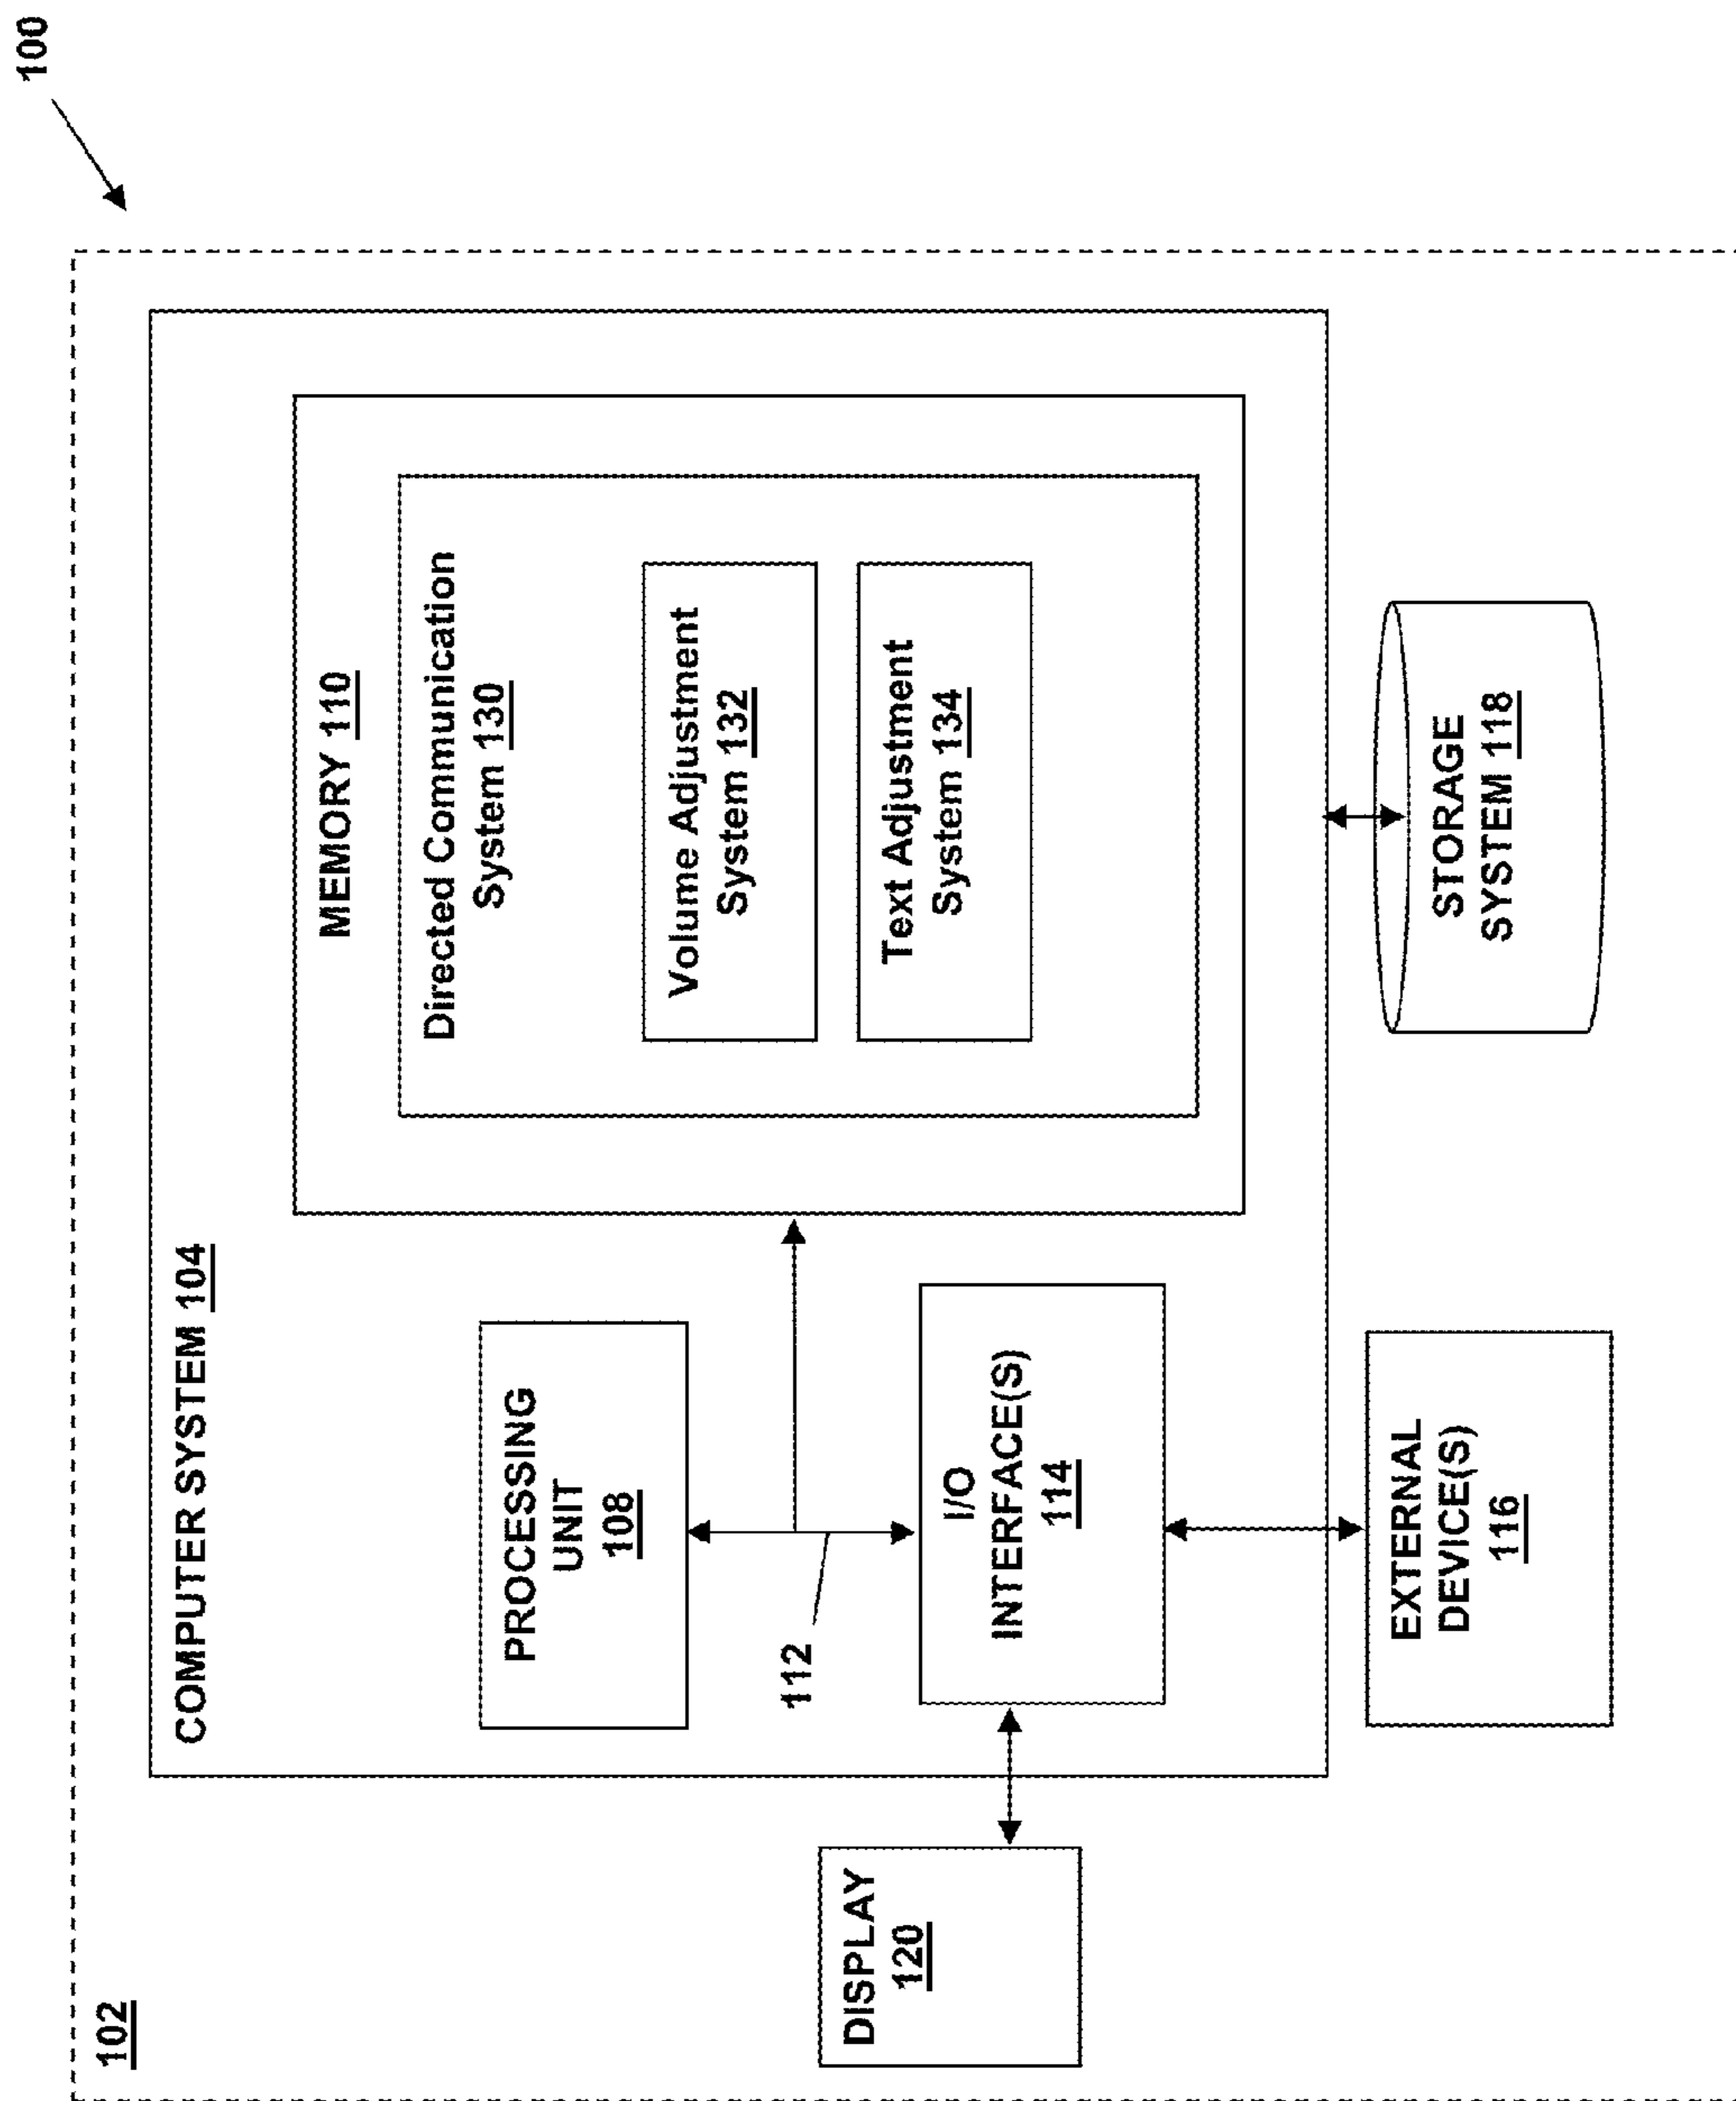 100
102
COMPUTER SYSTEM 104
MEMORY 110
Directed Communication
System 130
Volume Adjustment
System 132
Text Adjustment
System 134
PROCESSING
UNIT
108
112
I/O
INTERFACE(S)
114
DISPLAY
120
EXTERNAL
DEVICE(S)
116
STORAGE
SYSTEM 118